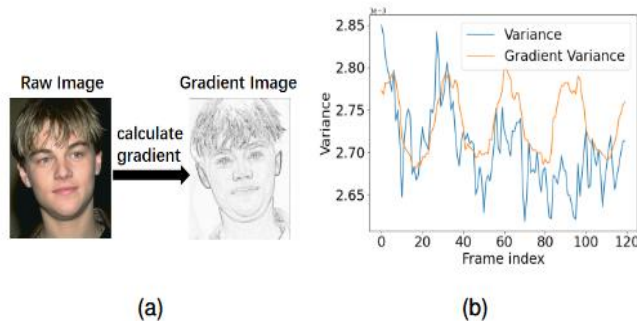 Raw Image
Gradient Image
calculate
gradient
(a)
1e−3
2.85
2.80
2.75
2.70
2.65
Variance
Variance
Gradient Variance
0 20 40 60 80 100 120
Frame index
(b)